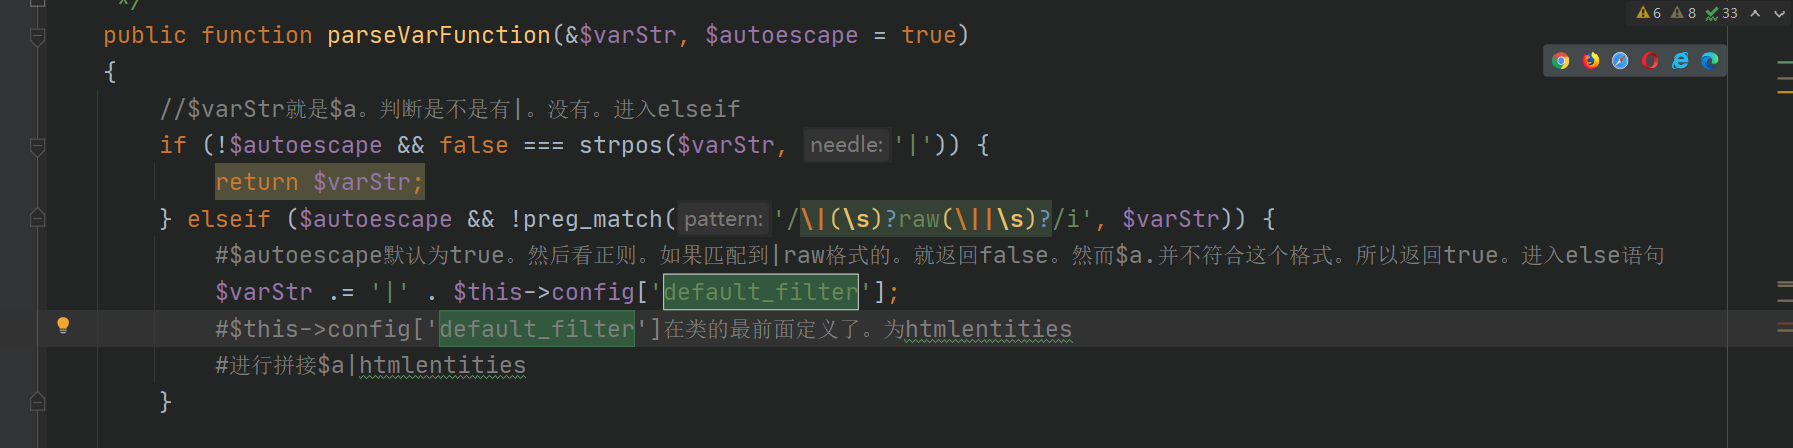 */
6 8 33
public function parseVarFunction(&$varStr, $autoescape = true)
{
//$varStr就是$a。判断是不是有|。没有。进入elseif
if (!$autoescape && false === strpos($varStr, needle: '|')) {
return $varStr;
} elseif ($autoescape && !preg_match( pattern: '/\|(\s)?raw(\||\s)?/i', $varStr)) {
#$autoescape默认为true。然后看正则。如果匹配到|raw格式的。就返回false。然而$a.并不符合这个格式。所以返回true。进入else语句
$varStr .= '|' . $this->config['default_filter'];
#$this->config['default_filter']在类的最前面定义了。为htmlentities
#进行拼接$a|htmlentities
}